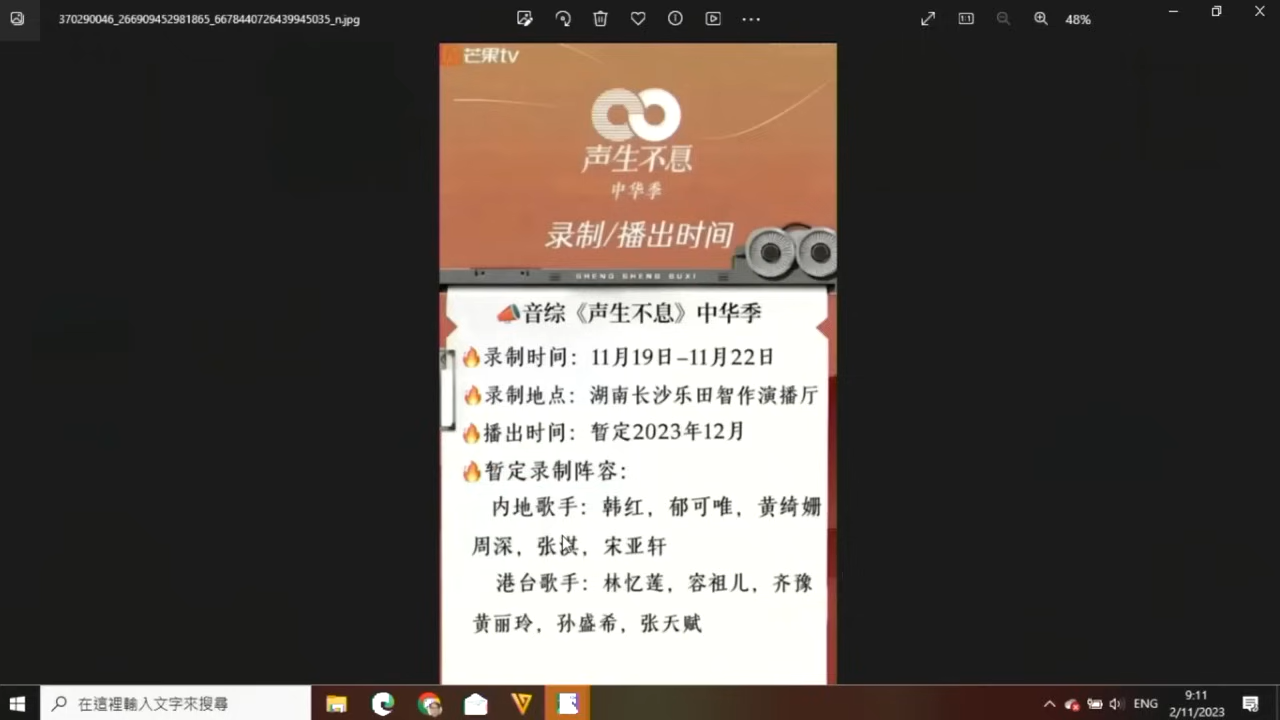 370290046_266909452981865_6678440726439945035_n.jpg
48%
芒果tv
声生不息
中华季
录制/播出时间
SHENG SHENG BUXI
音综《声生不息》中华季
录制时间：11月19日-11月22日
录制地点：湖南长沙乐田智作演播厅
播出时间：暂定2023年12月
暂定录制阵容：
内地歌手：韩红，郁可唯，黄绮姗
周深，张谋，宋亚轩
港台歌手：林忆莲，容祖儿，齐豫
黄丽玲，孙盛希，张天赋
在這裡輸入文字來搜尋
ENG
9:11
2/11/2023